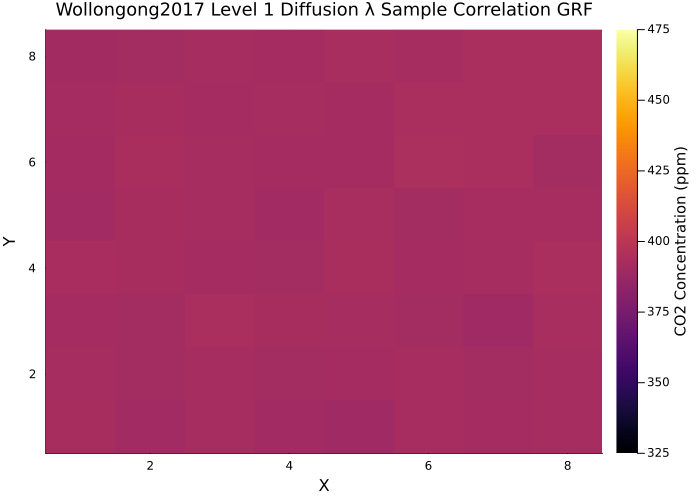 Wollongong2017 Level 1 Diffusion λ Sample Correlation GRF
8
6
4
2
Y
2 4 6 8
X
475
450
425
400
375
350
325
CO2 Concentration (ppm)